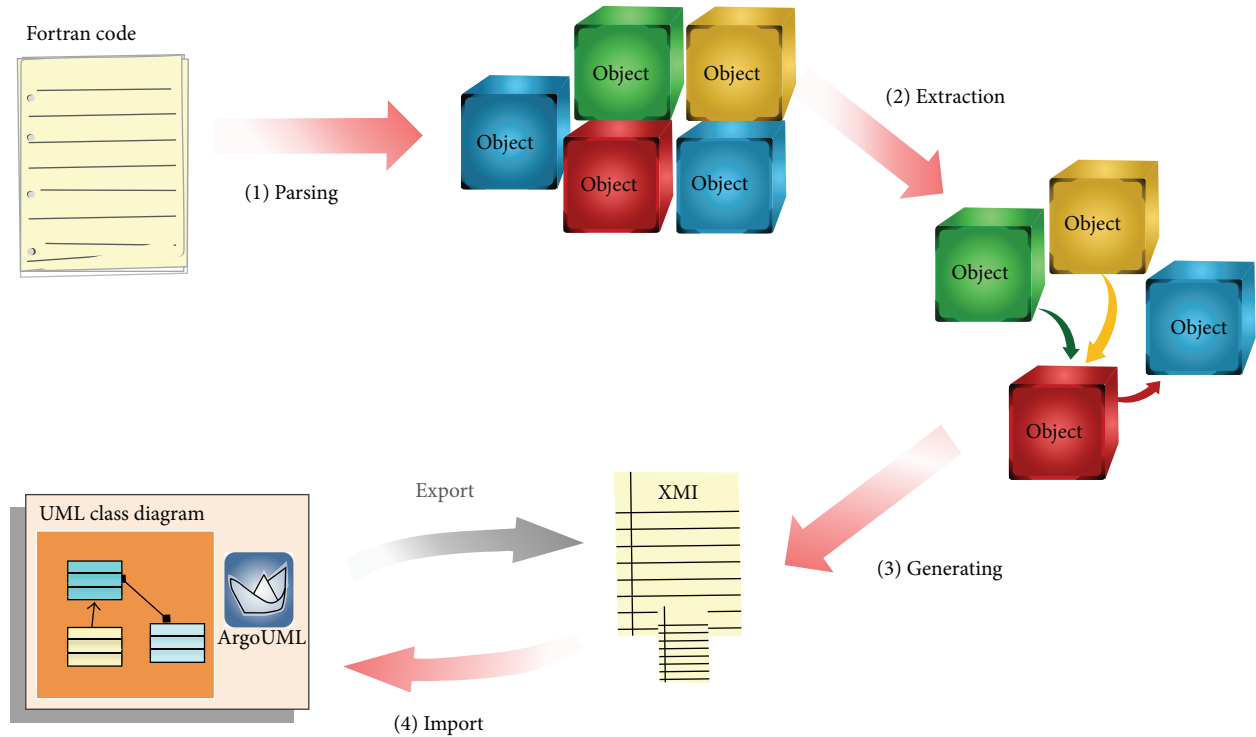 Fortran code
(1) Parsing
Object
Object
Object
Object
Object
(2) Extraction
Object
Object
Object
Object
(3) Generating
XMI
Export
UML class diagram
ArgoUML
(4) Import